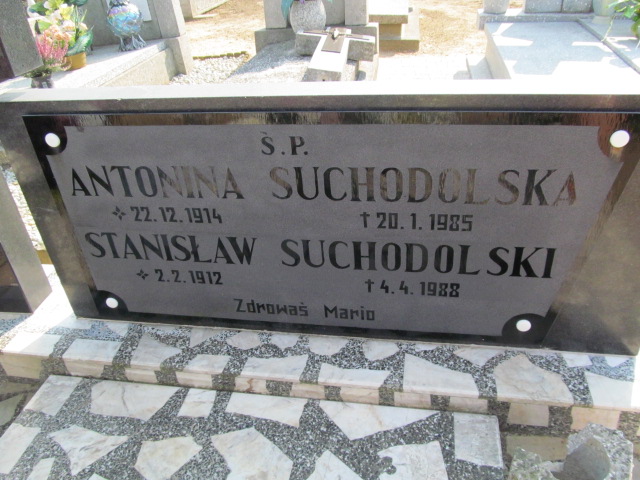 Ś.P.
ANTONINA SUCHODOLSKA
22.12.1914 † 20.1.1985
STANISŁAW SUCHODOLSKI
2.2.1912 † 4.4.1988
Zdrowaś Mario